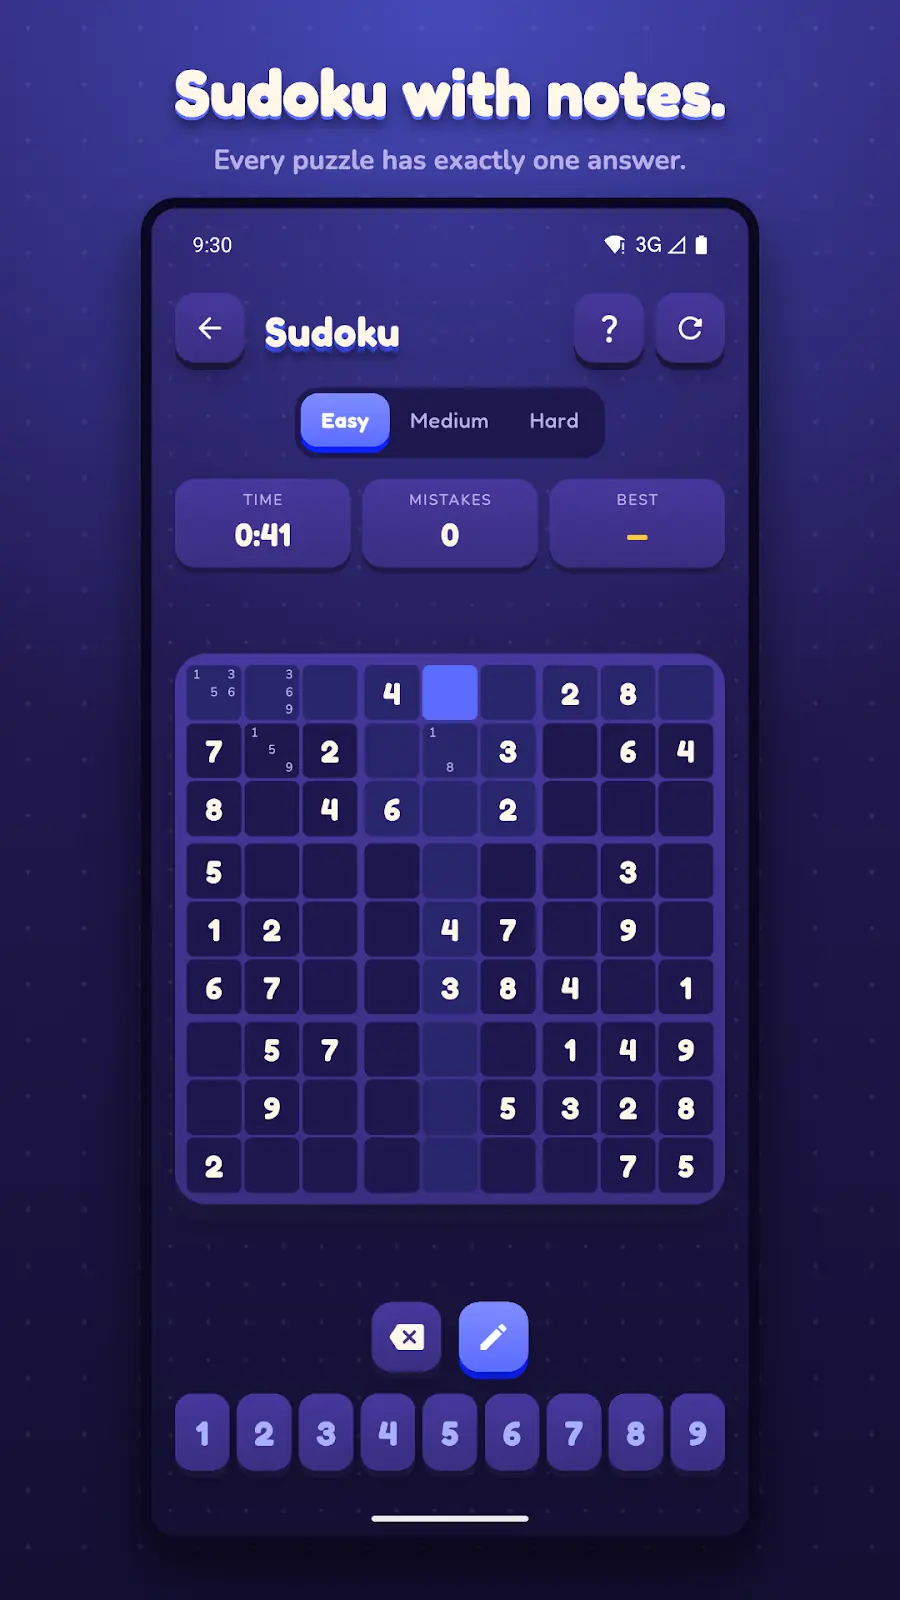 Sudoku with notes.
Every puzzle has exactly one answer.
9:30 3G
Sudoku ?
Easy Medium Hard
TIME MISTAKES BEST
0:41 0 –
1 3 3
5 6 6 4 2 8
9
7 1 2 1 3 6 4
5
9 8
8 4 6 2
5 3
1 2 4 7 9
6 7 3 8 4 1
5 7 1 4 9
9 5 3 2 8
2 7 5
1 2 3 4 5 6 7 8 9